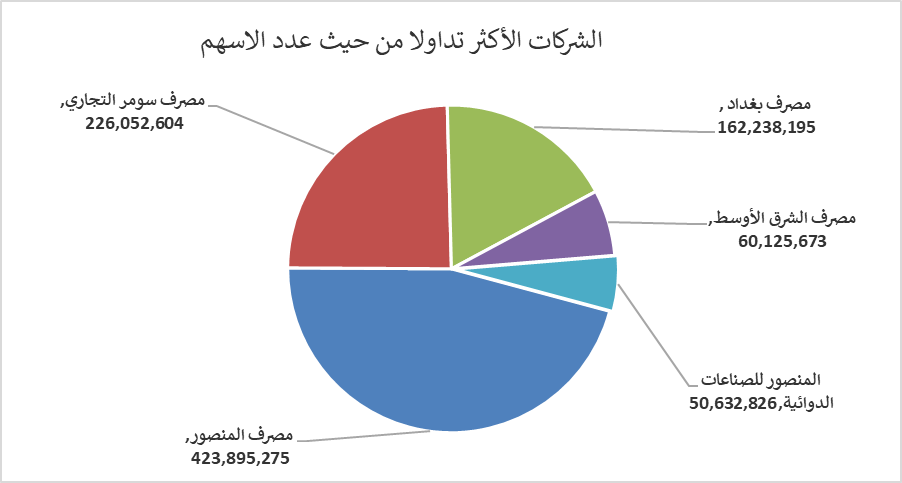 الشركات الأكثر تداولا من حيث عدد الاسهم
مصرف بغداد ,
162,238,195
مصرف سومر التجاري,
226,052,604
مصرف الشرق الأوسط,
60,125,673
المنصور للصناعات
الدوائية,50,632,826
مصرف المنصور,
423,895,275